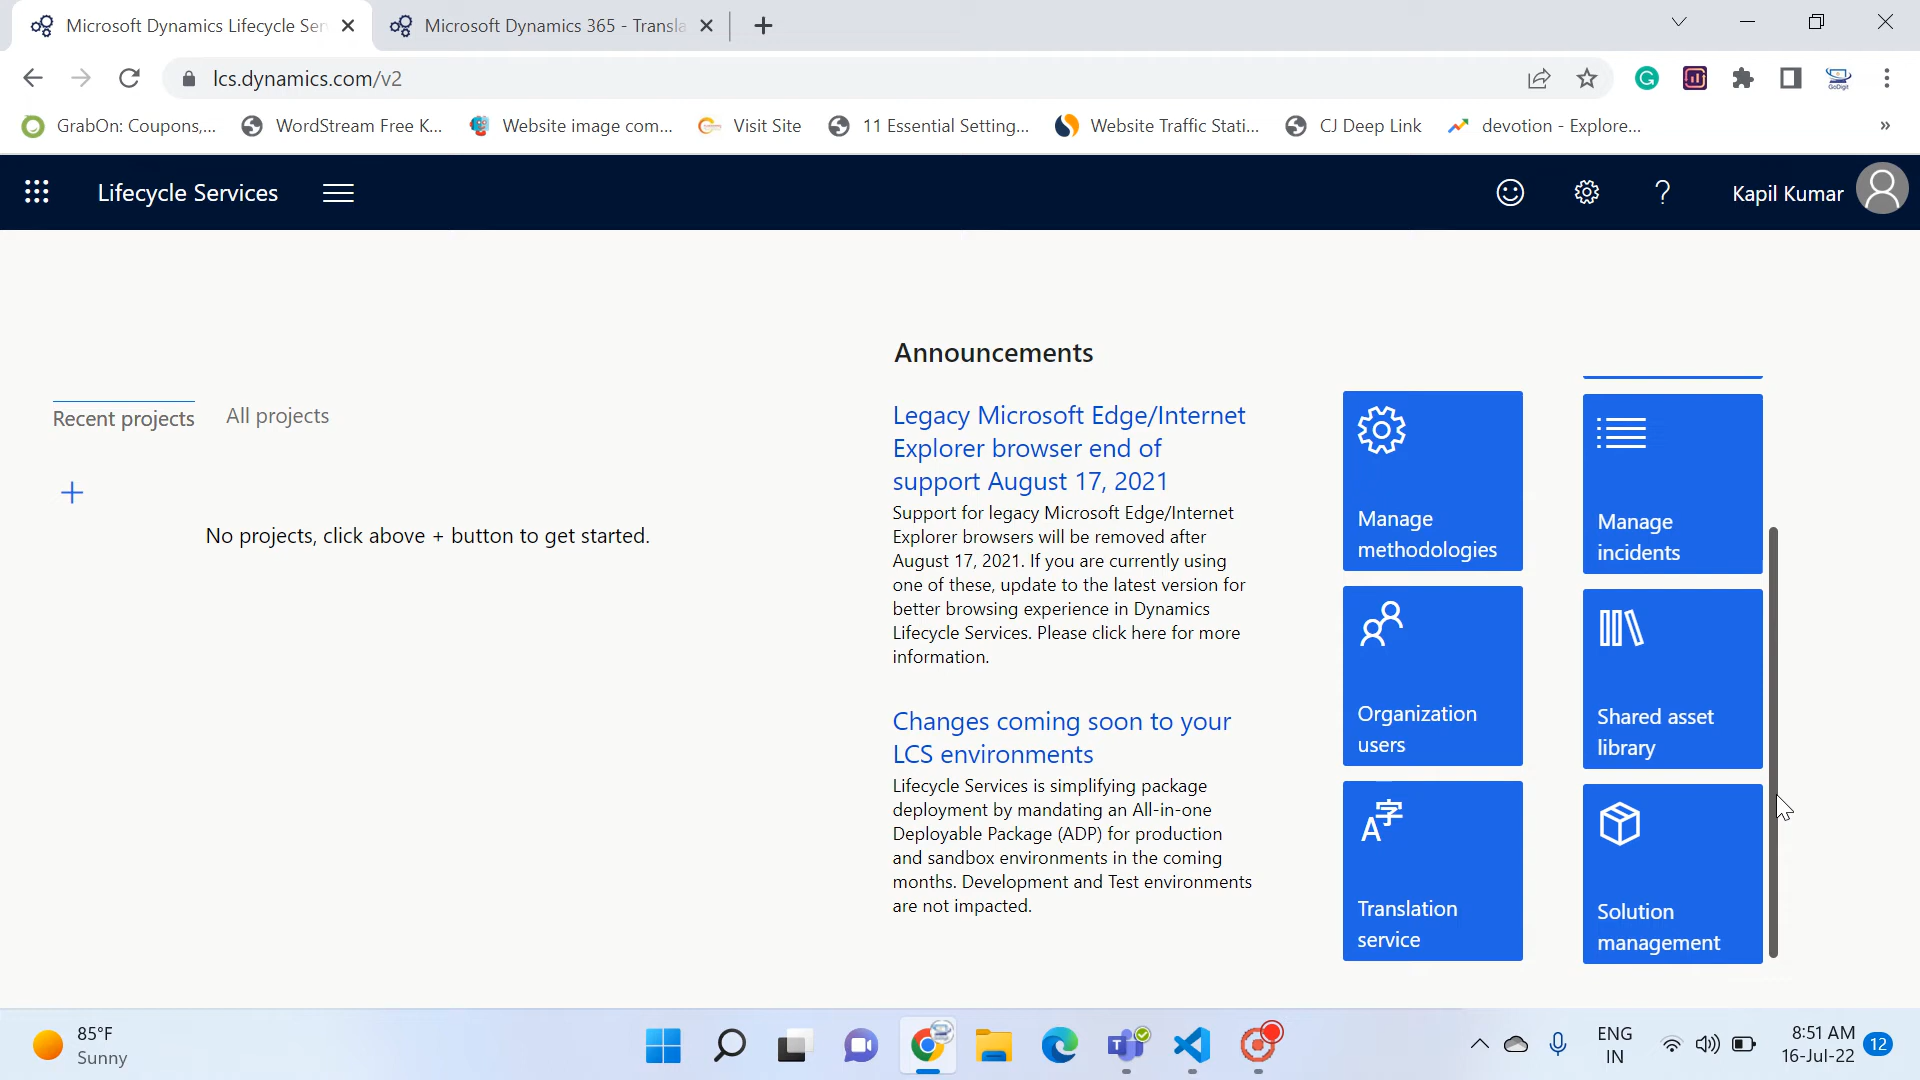 Microsoft Dynamics Lifecycle Ser
Microsoft Dynamics 365 - Transla
lcs.dynamics.com/v2
GrabOn: Coupons,...
WordStream Free K...
Website image com...
Visit Site
11 Essential Setting...
Website Traffic Stati...
CJ Deep Link
devotion - Explore...
»
Lifecycle Services
?
Kapil Kumar
Recent projects
All projects
+
No projects, click above + button to get started.
Announcements
Legacy Microsoft Edge/Internet
Explorer browser end of
support August 17, 2021
Support for legacy Microsoft Edge/Internet
Explorer browsers will be removed after
August 17, 2021. If you are currently using
one of these, update to the latest version for
better browsing experience in Dynamics
Lifecycle Services. Please click here for more
information.
Changes coming soon to your
LCS environments
Lifecycle Services is simplifying package
deployment by mandating an All-in-one
Deployable Package (ADP) for production
and sandbox environments in the coming
months. Development and Test environments
are not impacted.
Manage
methodologies
Manage
incidents
Organization
users
Shared asset
library
A字
Translation
service
Solution
management
85°F
Sunny
ENG
IN
8:51 AM
16-Jul-22
12